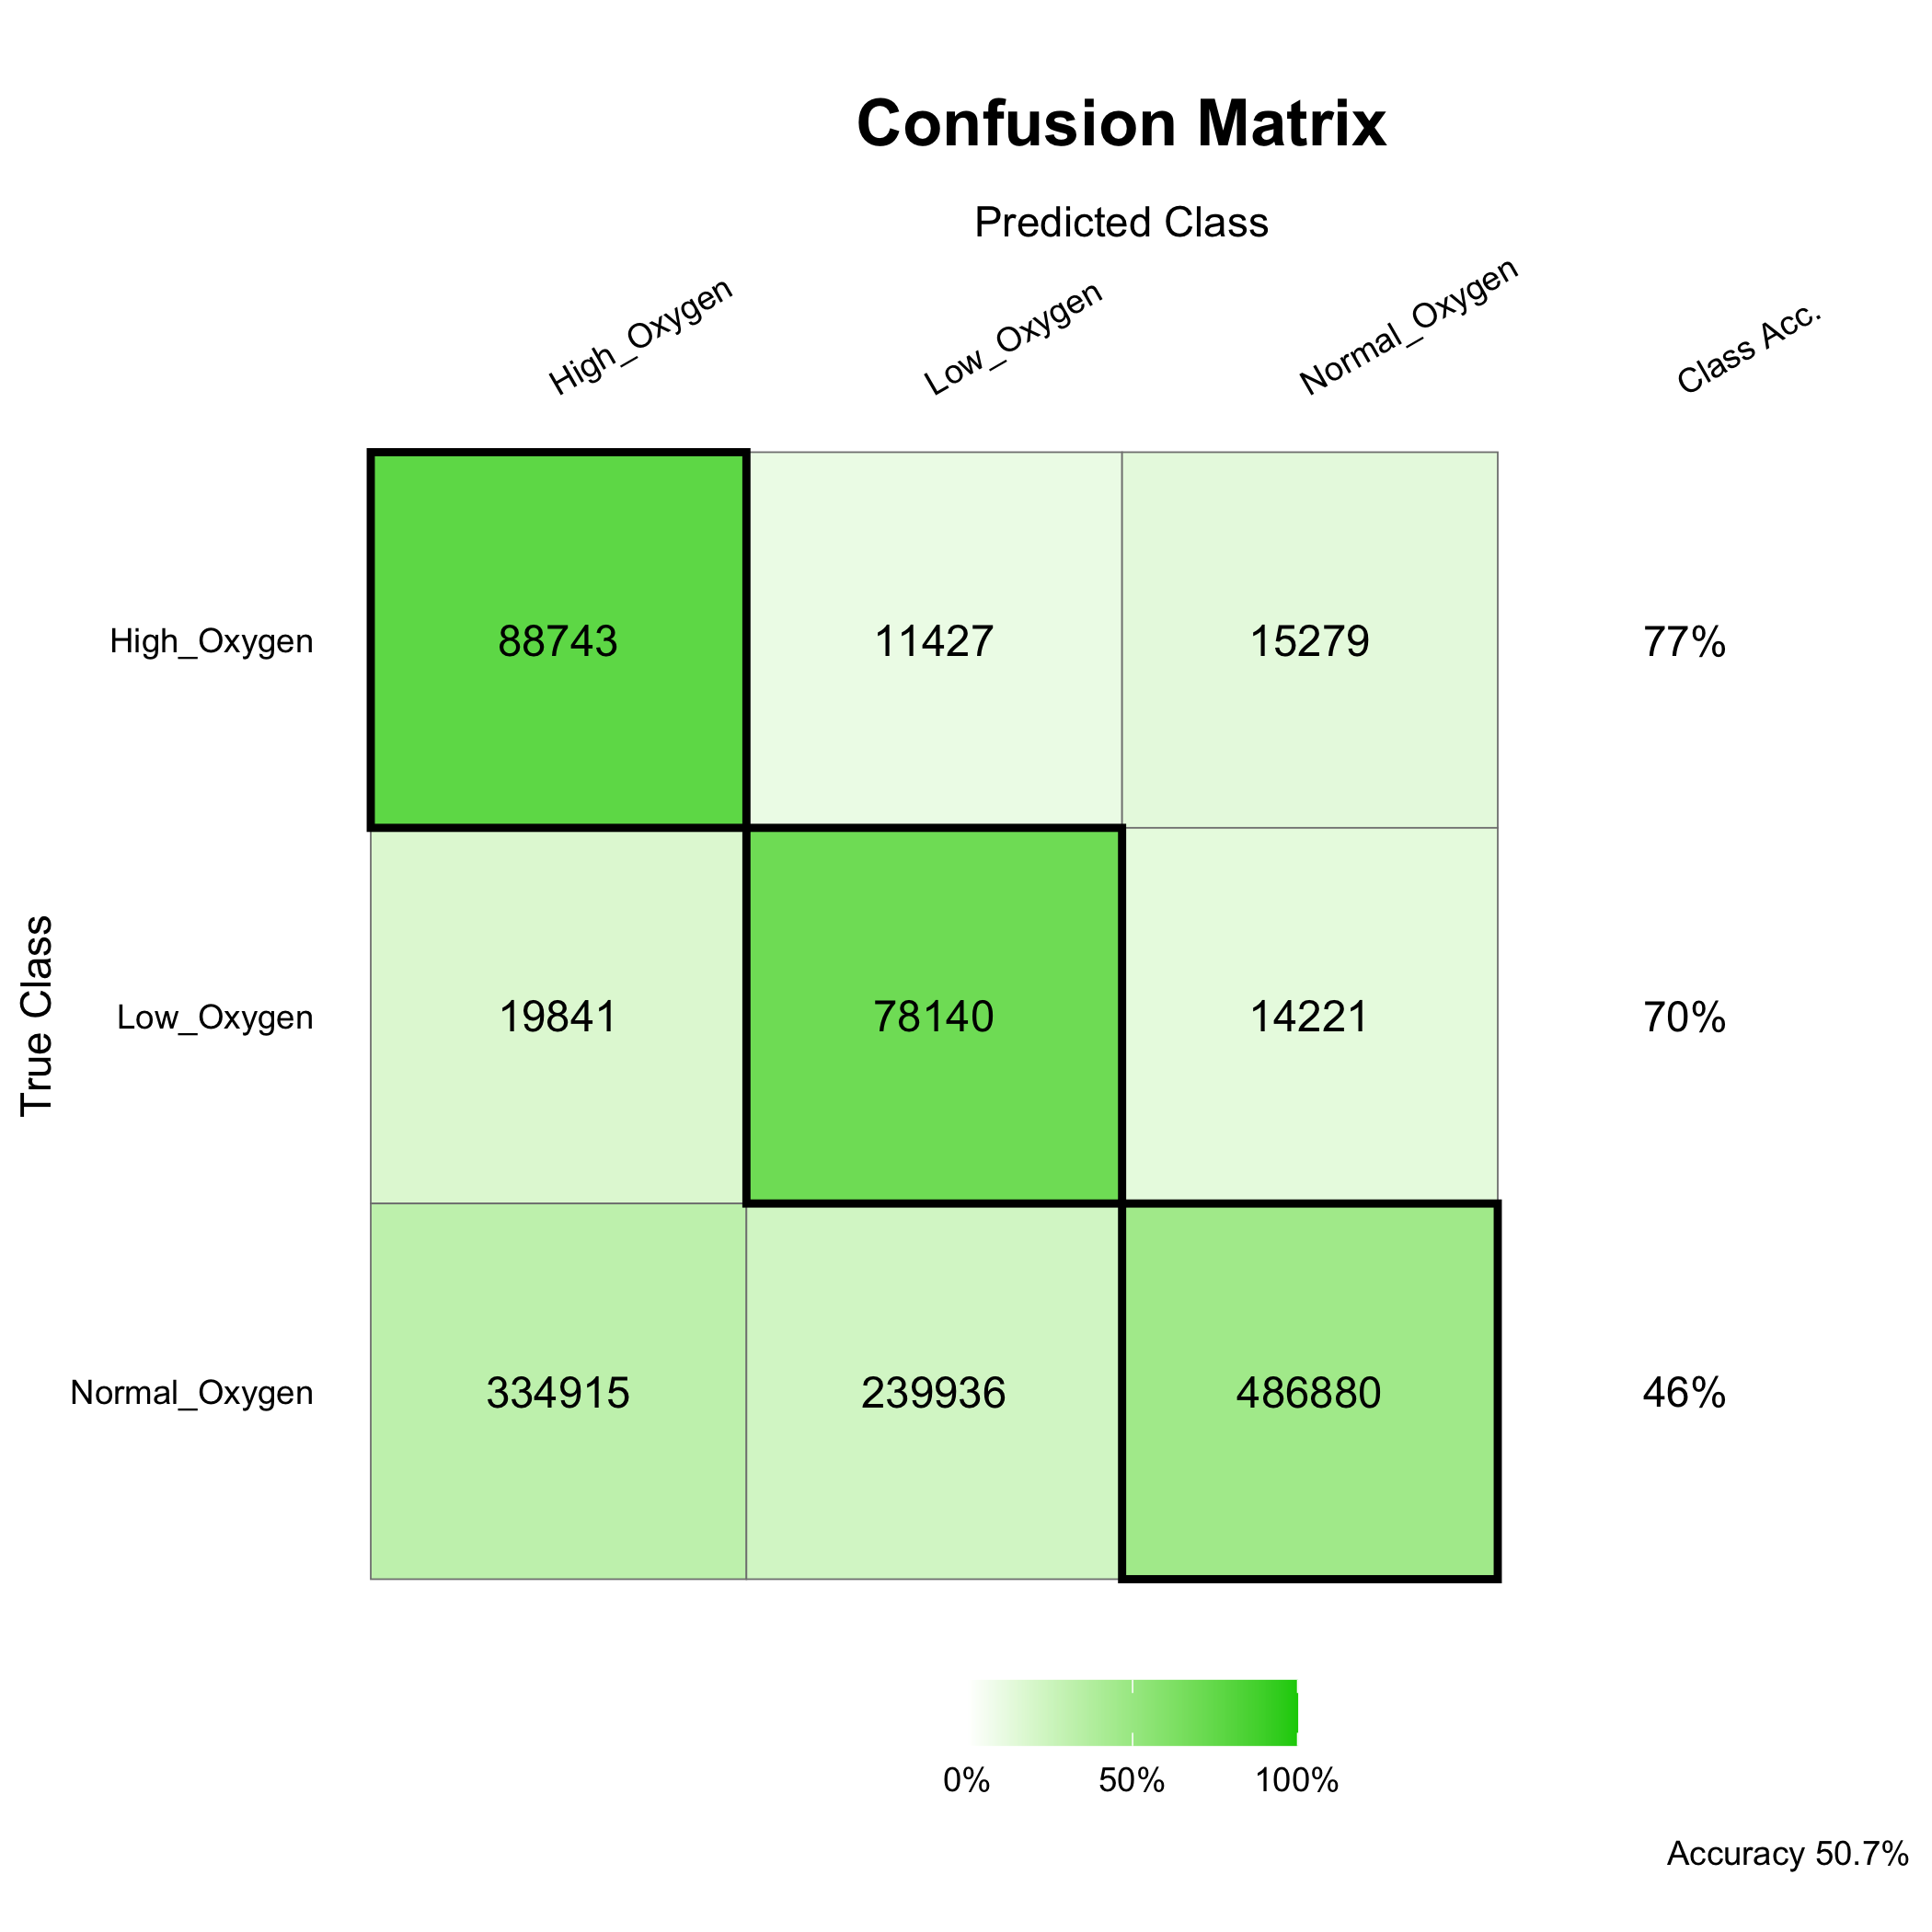 Confusion Matrix
Predicted Class
High_Oxygen
Low_Oxygen
Normal_Oxygen
Class Acc.
True Class
High_Oxygen 88743 11427 15279 77%
Low_Oxygen 19841 78140 14221 70%
Normal_Oxygen 334915 239936 486880 46%
0% 50% 100%
Accuracy 50.7%